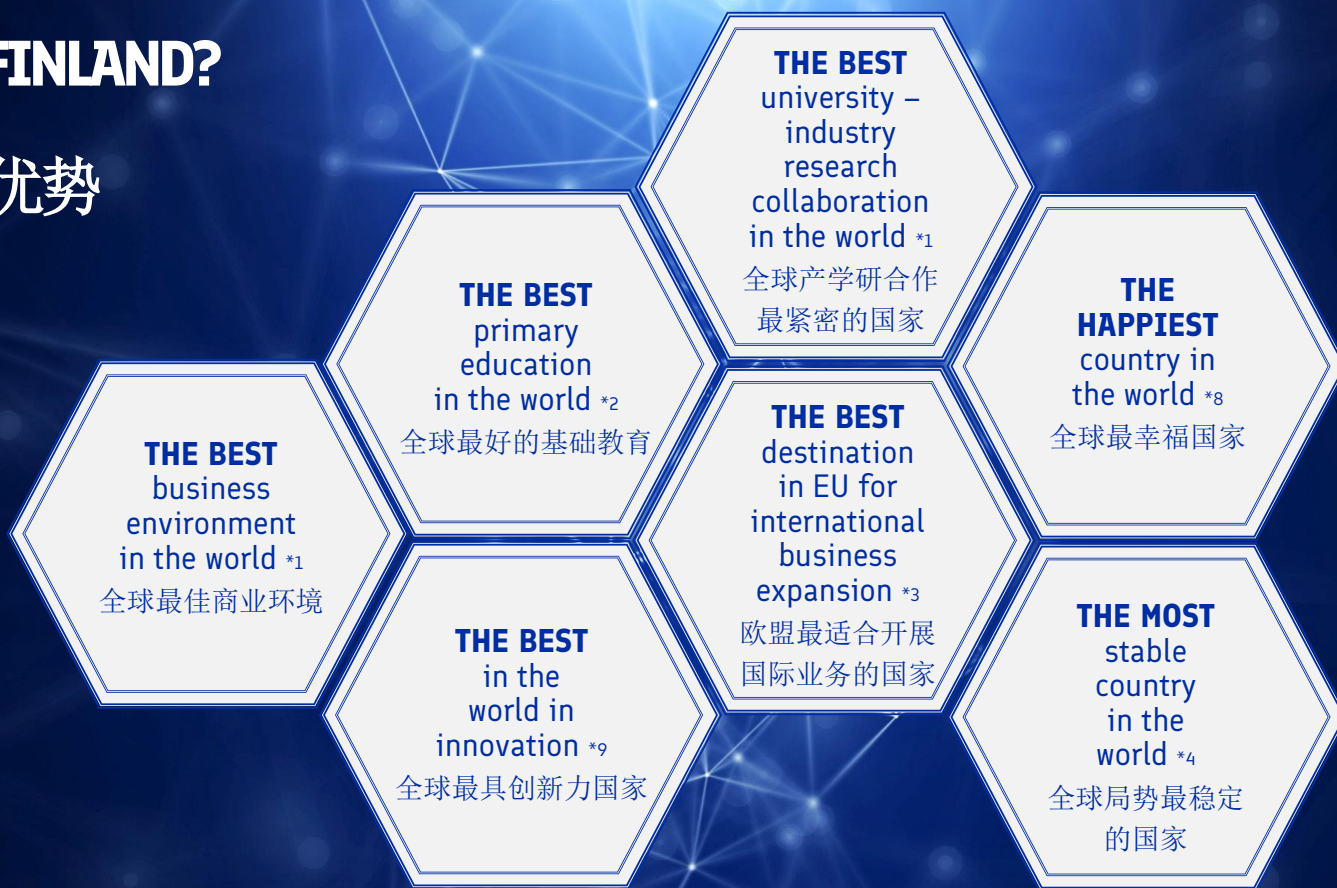 FINLAND?
优势
THE BEST
university –
industry
research
collaboration
in the world *1
全球产学研合作
最紧密的国家
THE BEST
primary
education
in the world *2
全球最好的基础教育
THE
HAPPIEST
country in
the world *8
全球最幸福国家
THE BEST
business
environment
in the world *1
全球最佳商业环境
THE BEST
destination
in EU for
international
business
expansion *3
欧盟最适合开展
国际业务的国家
THE BEST
in the
world in
innovation *9
全球最具创新力国家
THE MOST
stable
country
in the
world *4
全球局势最稳定
的国家